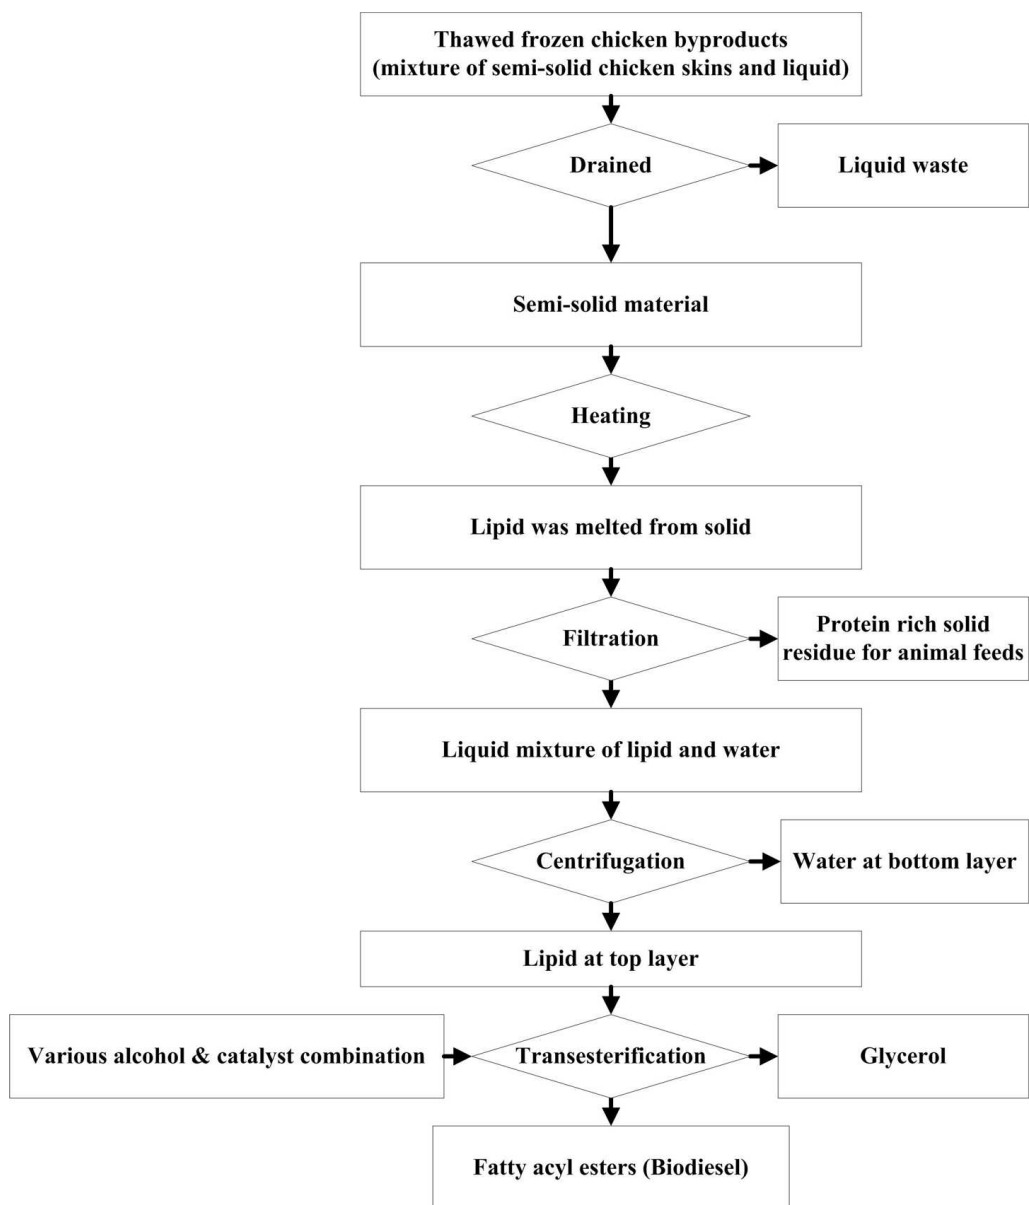 Thawed frozen chicken byproducts
(mixture of semi-solid chicken skins and liquid)
Drained
Liquid waste
Semi-solid material
Heating
Lipid was melted from solid
Filtration
Protein rich solid
residue for animal feeds
Liquid mixture of lipid and water
Centrifugation
Water at bottom layer
Lipid at top layer
Various alcohol & catalyst combination
Transesterification
Glycerol
Fatty acyl esters (Biodiesel)